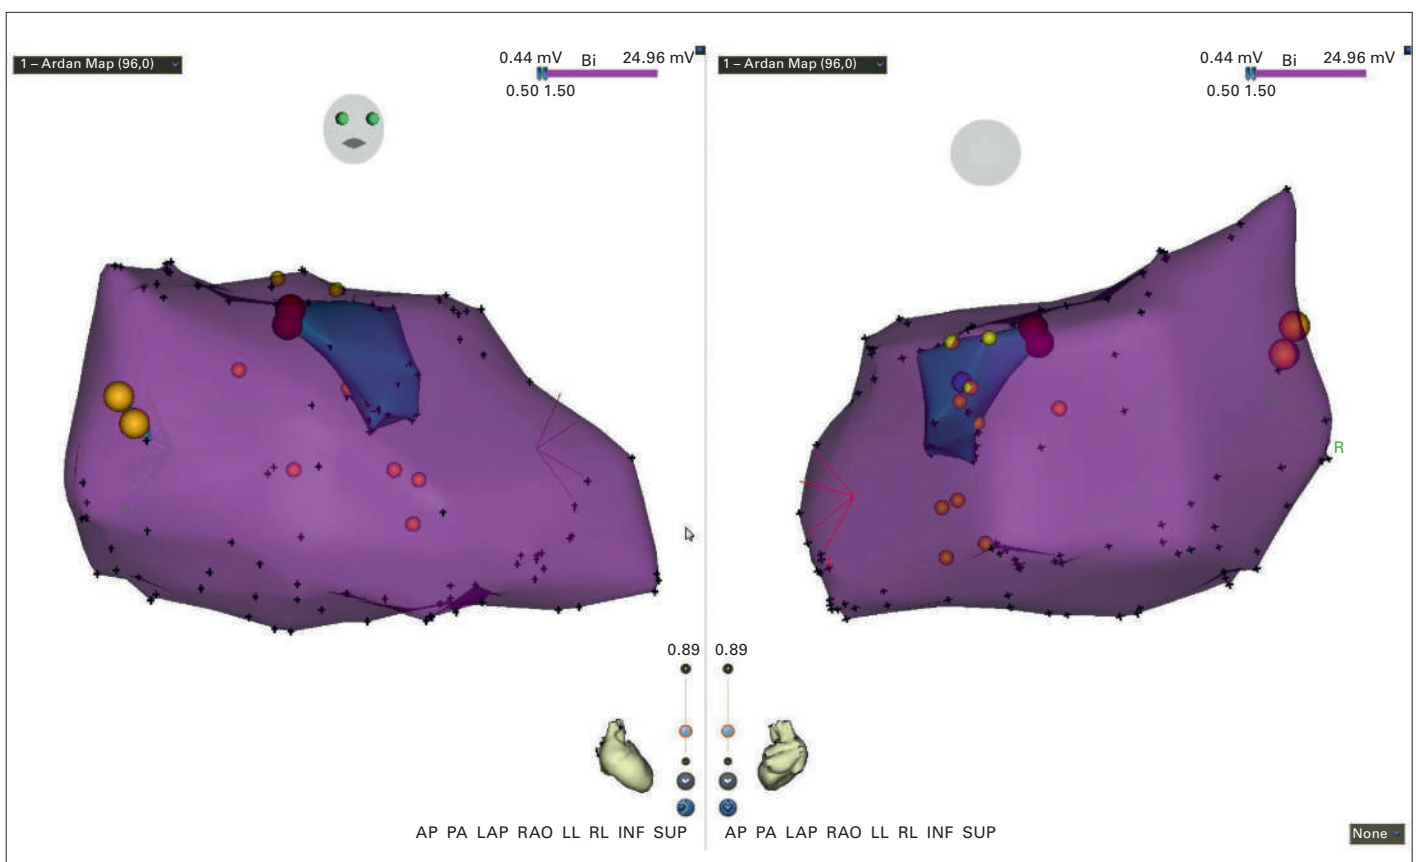 1 – Ardan Map (96,0)
0.44 mV Bi 24.96 mV
0.50 1.50
1 – Ardan Map (96,0)
0.44 mV Bi 24.96 mV
0.50 1.50
R
0.89
0.89
AP PA LAP RAO LL RL INF SUP
AP PA LAP RAO LL RL INF SUP
None